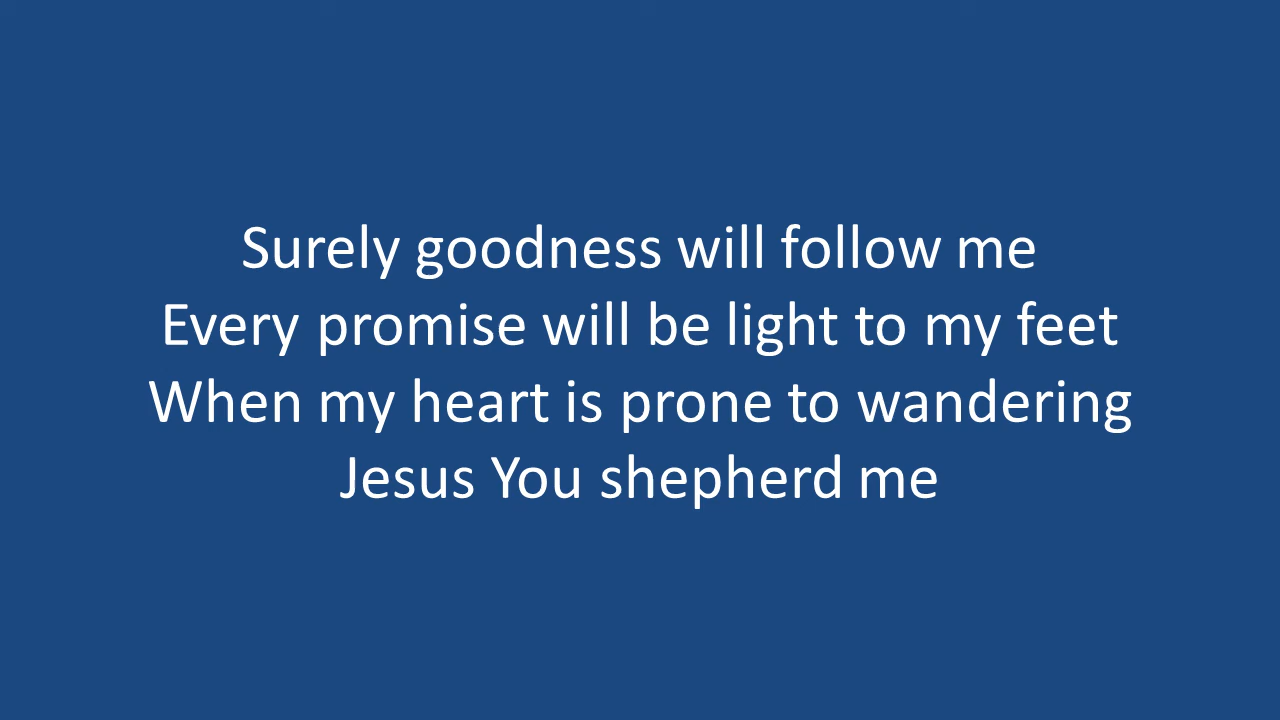 Surely goodness will follow me
Every promise will be light to my feet
When my heart is prone to wandering
Jesus You shepherd me